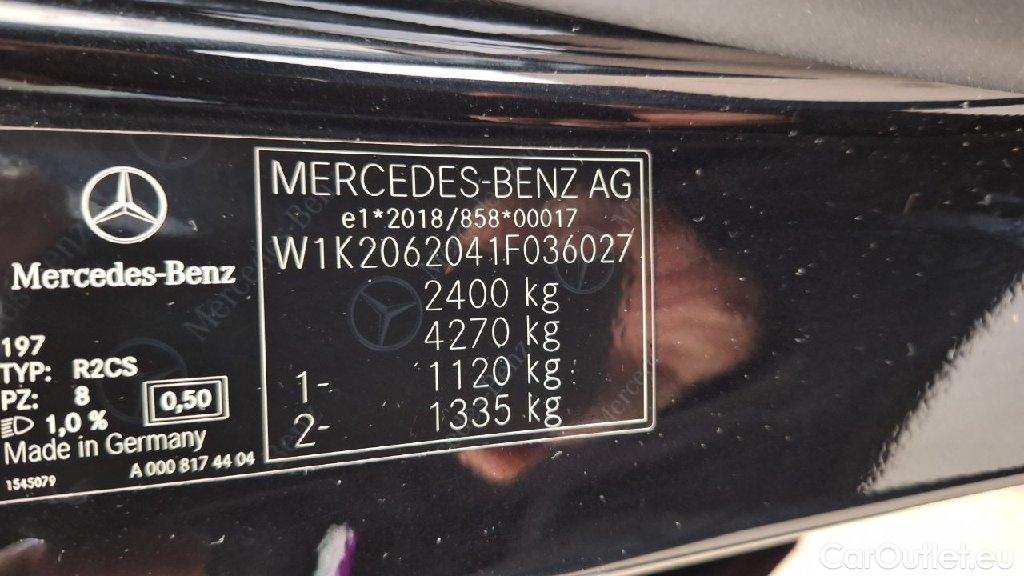 Mercedes-Benz
197
TYP: R2CS
PZ: 8
0,50
1,0 %
Made in Germany
A 000 817 44 04
1545079
MERCEDES-BENZ AG
e1*2018/858*00017
W1K2062041F036027
2400 kg
4270 kg
1- 1120 kg
2- 1335 kg
CarOutlet.eu